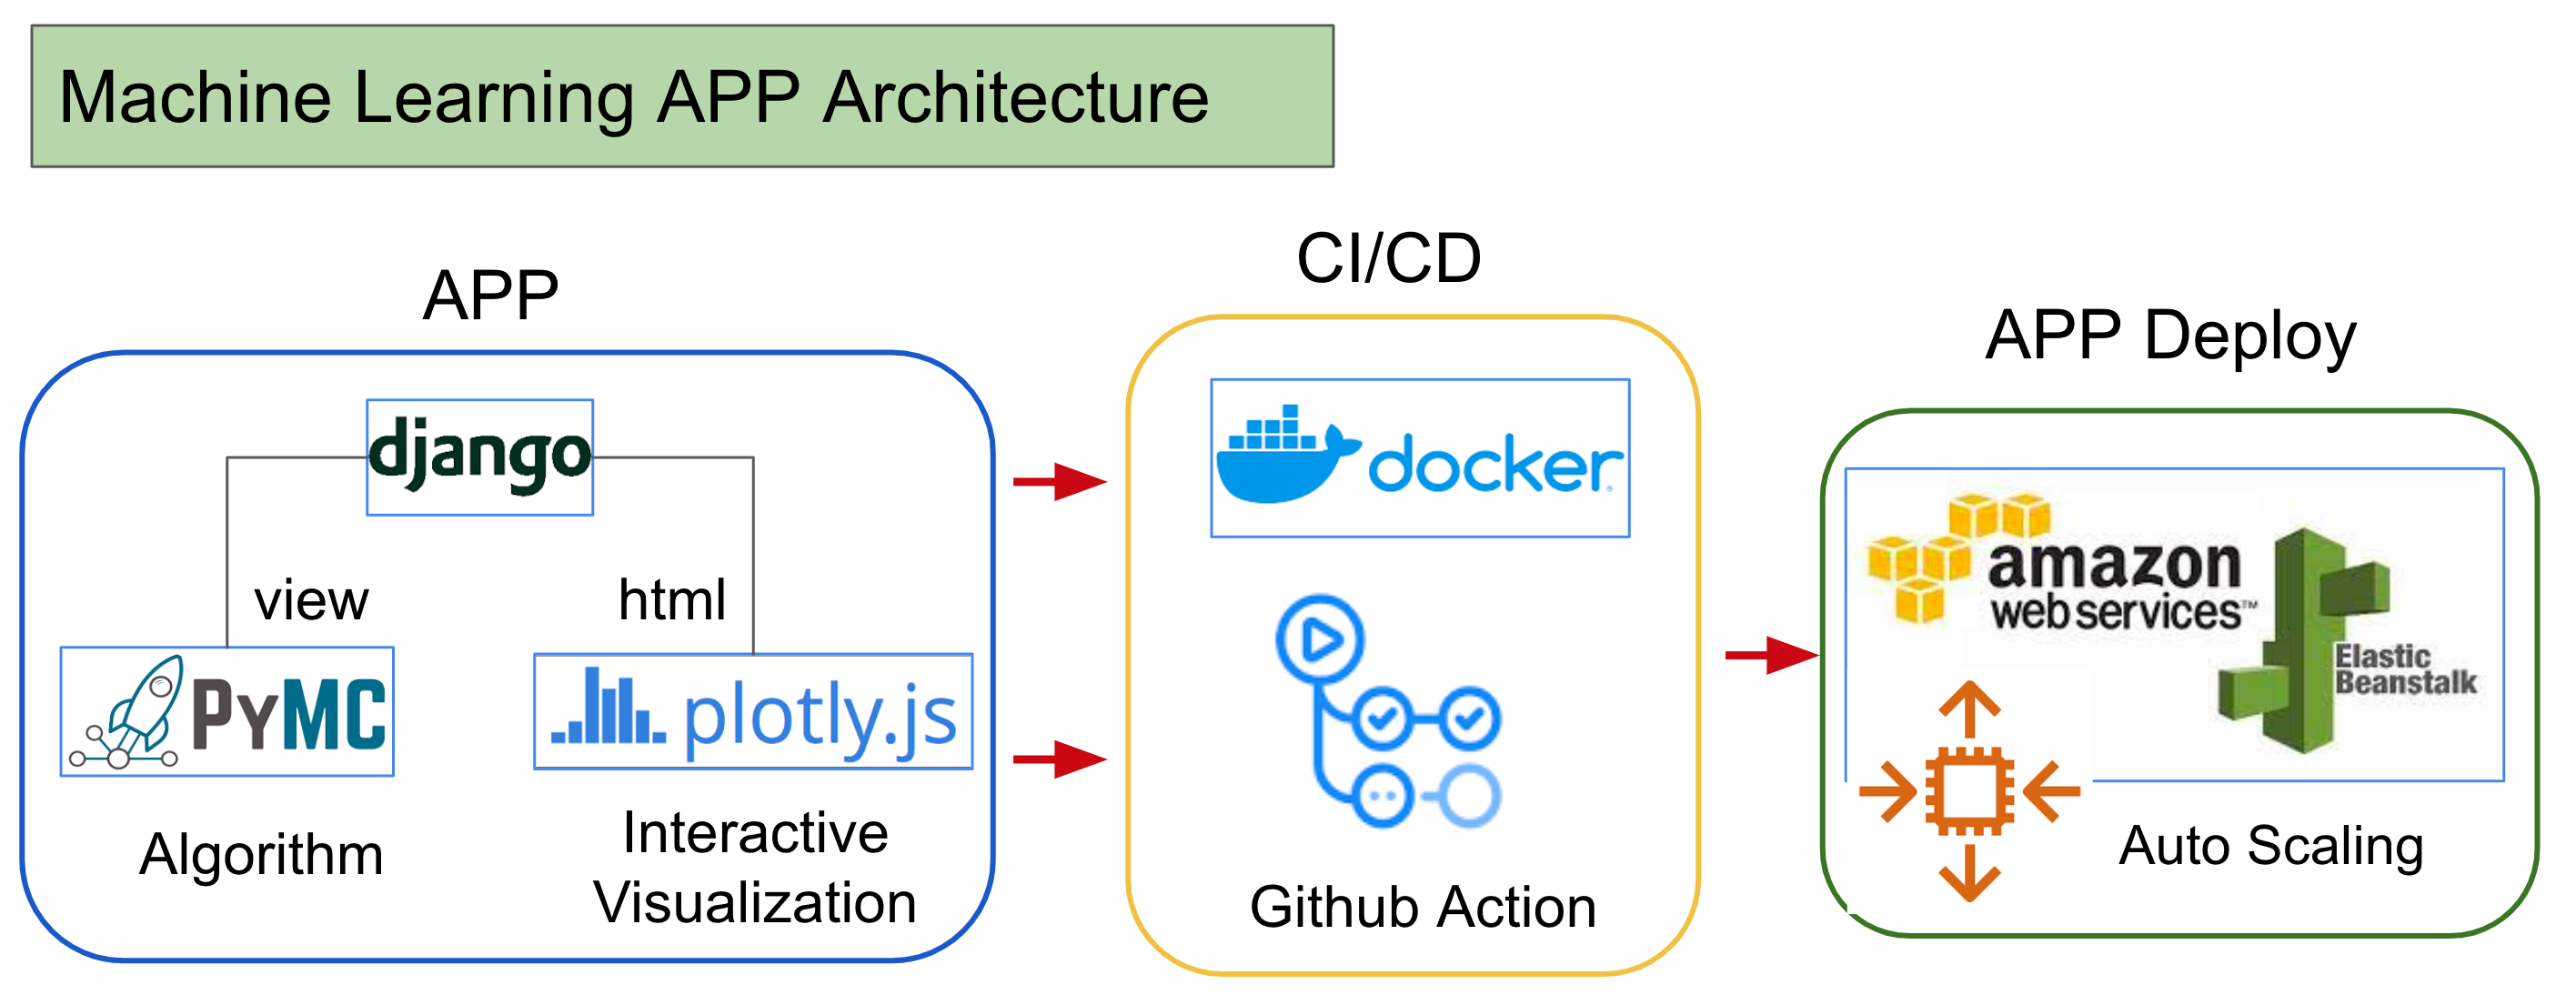 Machine Learning APP Architecture
APP
django
view
html
PyMC
plotly.js
Algorithm
Interactive
Visualization
CI/CD
docker
Github Action
APP Deploy
amazon
web services™
Elastic
Beanstalk
Auto Scaling